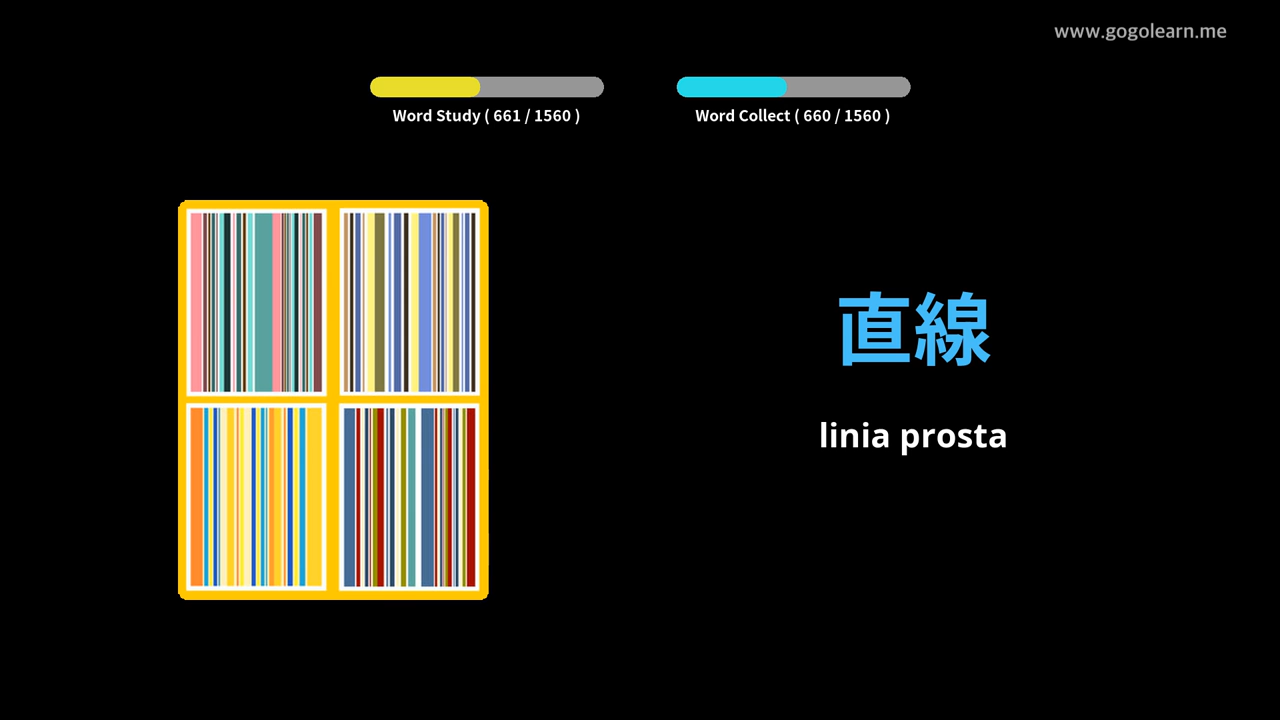 www.gogolearn.me
Word Study ( 661 / 1560 )
Word Collect ( 660 / 1560 )
直線
linia prosta